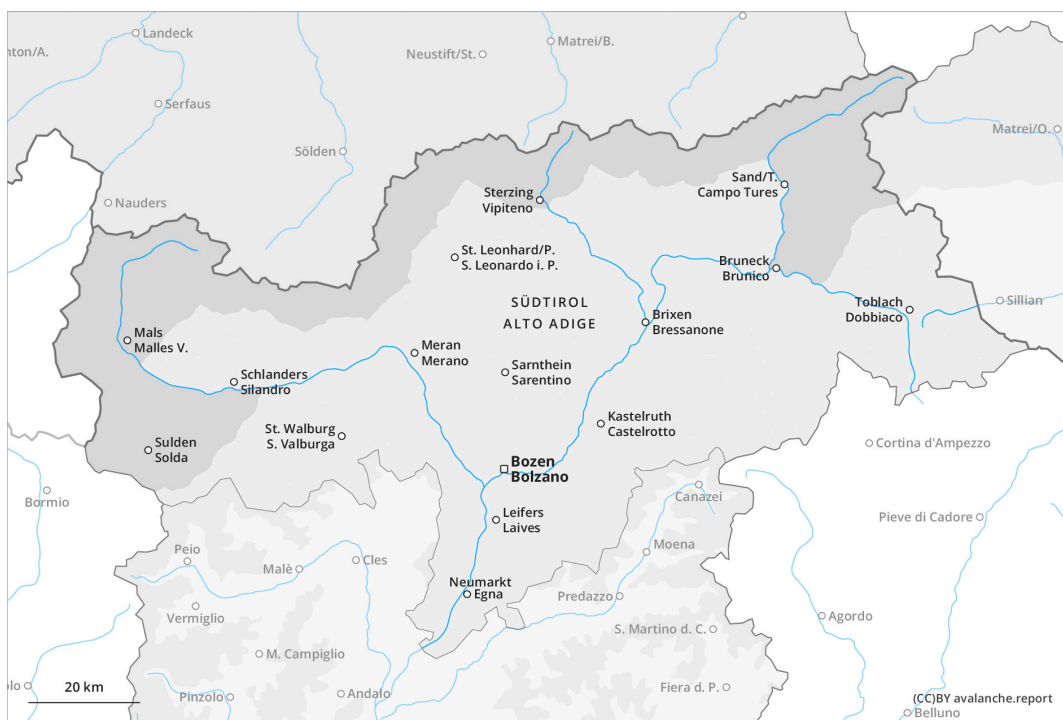 Landeck
nton/A.
Neustift/St.
Matrei/B.
Serfaus
Matrei/O.
Sölden
Sand/T.
Campo Tures
Sterzing
Vipiteno
Nauders
St. Leonhard/P.
S. Leonardo i. P.
Bruneck
Brunico
SÜDTIROL
ALTO ADIGE
Toblach
Dobbiaco
Sillian
Brixen
Bressanone
Mals
Malles V.
Meran
Merano
Schlanders
Silandro
Sarnthein
Sarentino
Kastelruth
Castelrotto
St. Walburg
S. Valburga
Sulden
Solda
Cortina d'Ampezzo
Bozen
Bolzano
Bormio
Canazei
Leifers
Laives
Pieve di Cadore
Peio
Malè
Cles
Moena
Neumarkt
Egna
Predazzo
Vermiglio
Agordo
S. Martino d. C.
M. Campiglio
olo
20 km
Pinzolo
Andalo
Fiera d. P.
(CC)BY avalanche.report
Belluno